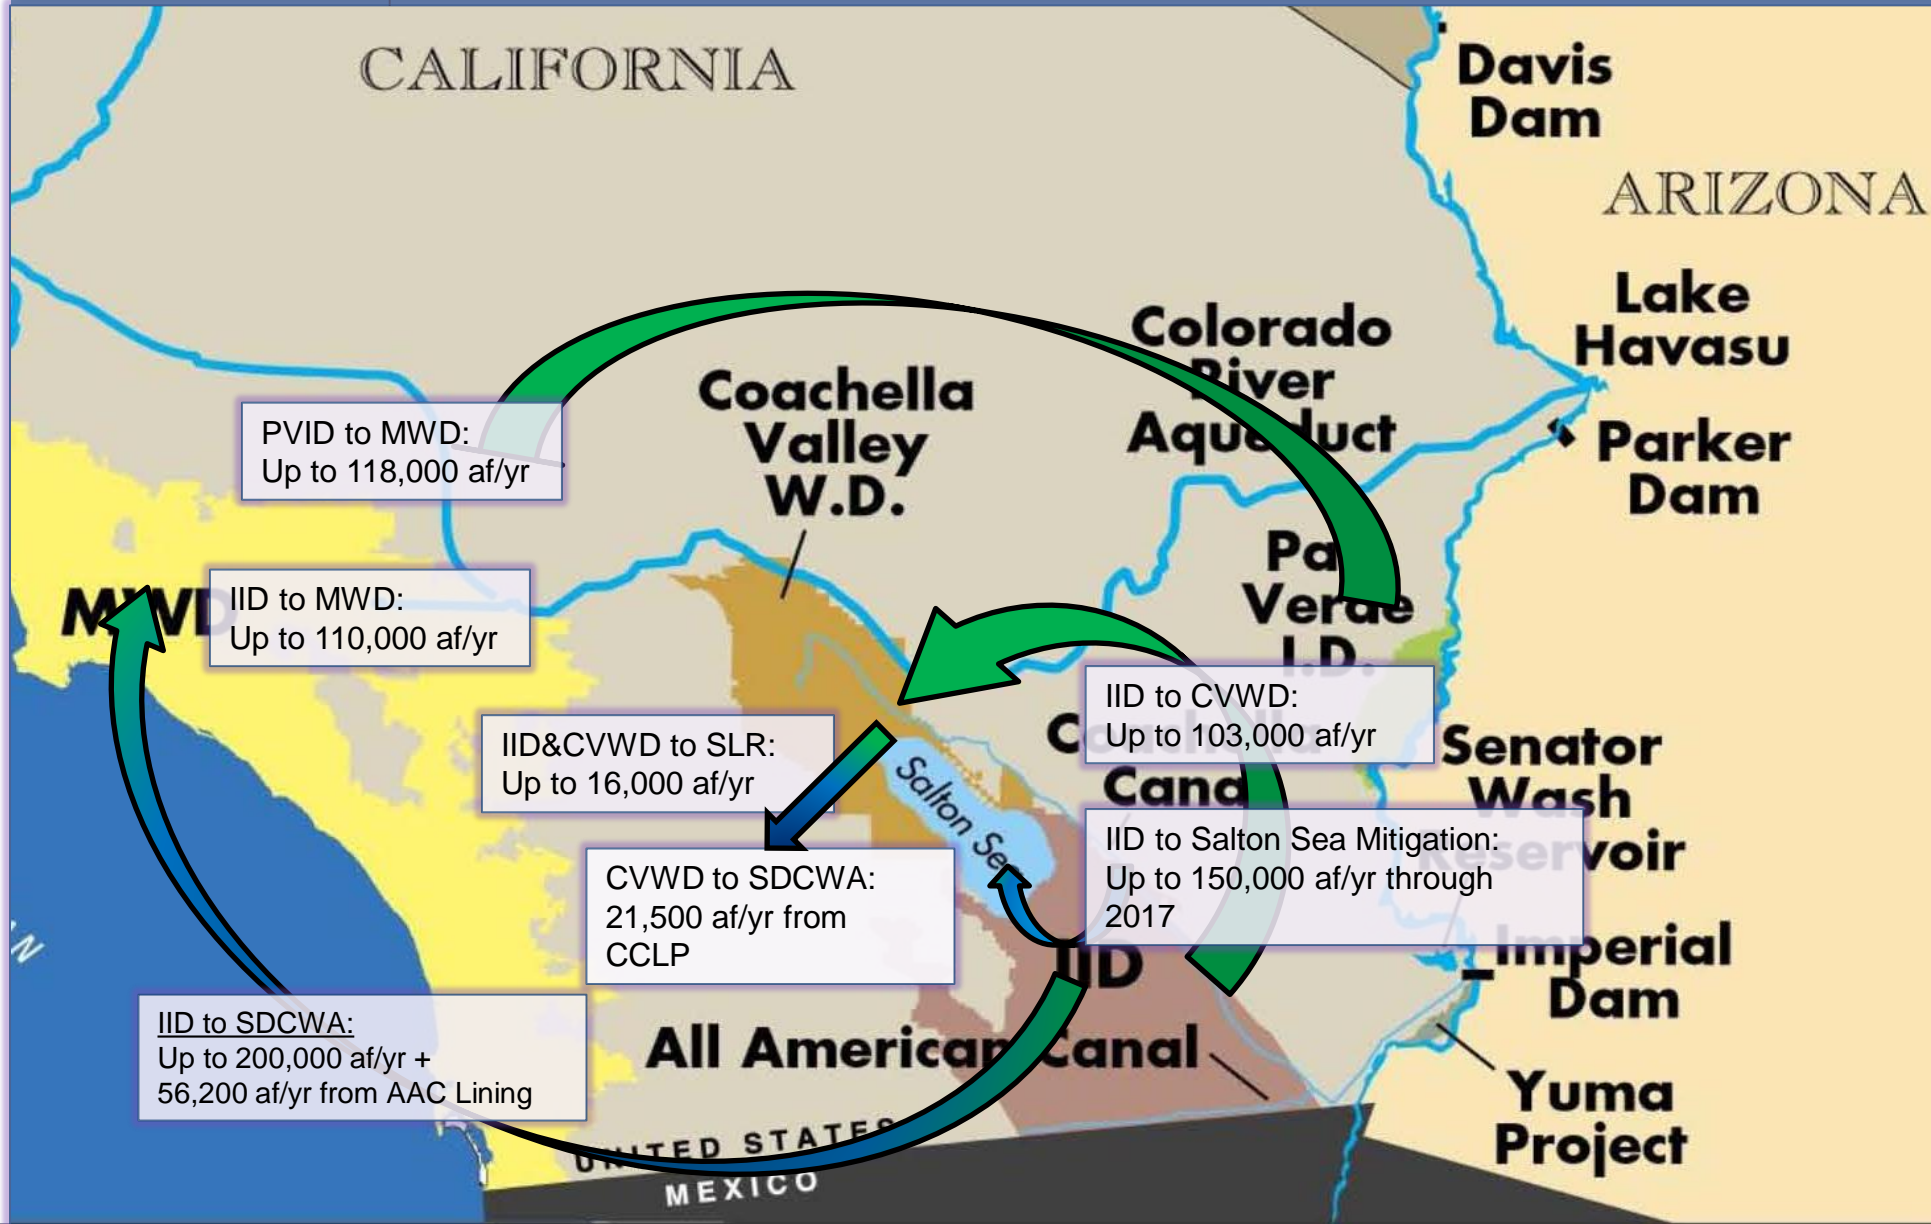 CALIFORNIA
Davis
Dam
ARIZONA
Lake
Havasu
Colorado
River
Aqueduct
Coachella
Valley
W.D.
PVID to MWD:
Up to 118,000 af/yr
Parker
Dam
Pa
Verde
I.D.
MWD
IID to MWD:
Up to 110,000 af/yr
IID to CVWD:
Up to 103,000 af/yr
IID&CVWD to SLR:
Up to 16,000 af/yr
Coachella
Cana
Senator
Wash
Reservoir
Salton Sea
IID to Salton Sea Mitigation:
Up to 150,000 af/yr through
2017
CVWD to SDCWA:
21,500 af/yr from
CCLP
IID
Imperial
Dam
IID to SDCWA:
Up to 200,000 af/yr +
56,200 af/yr from AAC Lining
All American Canal
Yuma
Project
UNITED STATES
MEXICO